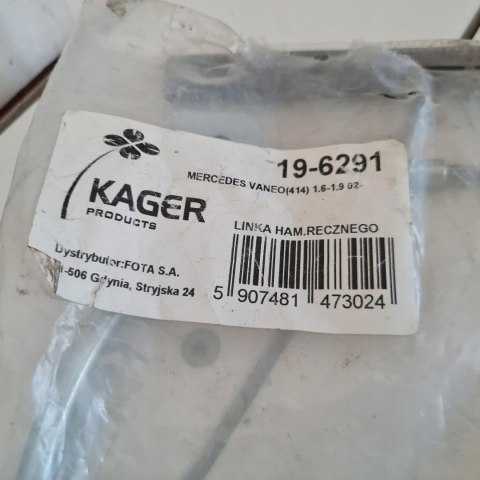 19-6291
MERCEDES VANEO(414) 1.6-1.9 02-
KAGER
PRODUCTS
LINKA HAM.RECZNEGO
Dystrybutor:FOTA S.A.
-506 Gdynia, Stryjska 24
5 907481 473024